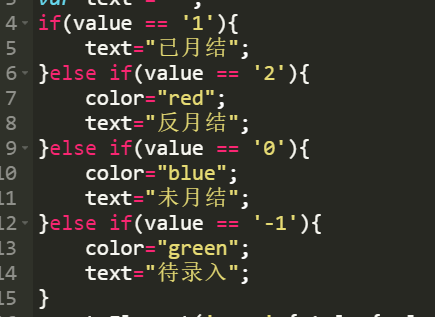 4 if(value == '1'){
5 text="已月结";
6 }else if(value == '2'){
7 color="red";
8 text="反月结";
9 }else if(value == '0'){
10 color="blue";
11 text="未月结";
12 }else if(value == '-1'){
13 color="green";
14 text="待录入";
15 }